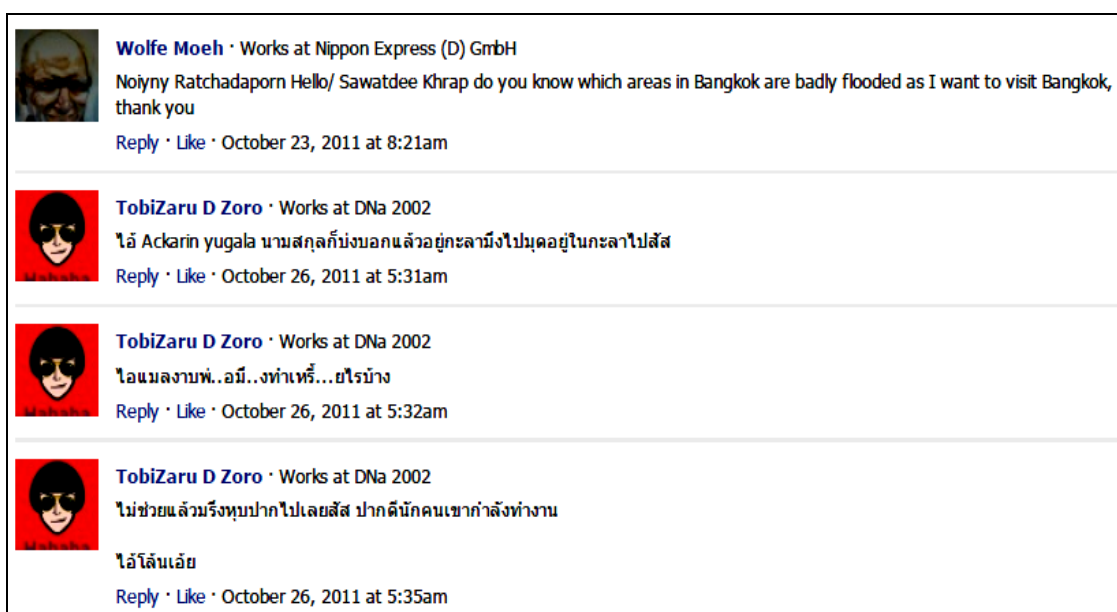 Wolfe Moeh · Works at Nippon Express (D) GmbH
Noiyny Ratchadaporn Hello/ Sawatdee Khrap do you know which areas in Bangkok are badly flooded as I want to visit Bangkok,
thank you
Reply · Like · October 23, 2011 at 8:21am
TobiZaru D Zoro · Works at DNa 2002
ไอ้ Ackarin yugala นามสกุลก็บ่งบอกแล้วอยู่กะลามึงไปมุดอยู่ในกะลาไปสัส
Reply · Like · October 26, 2011 at 5:31am
TobiZaru D Zoro · Works at DNa 2002
ไอแมลงาบพ่..อมึ..งทำเหรี้...ยไรบ้าง
Reply · Like · October 26, 2011 at 5:32am
TobiZaru D Zoro · Works at DNa 2002
ไม่ช่วยแล้วมรึงหุบปากไปเลยสัส ปากดีนักคนเขากำลังทำงาน
ไอ้โล้นเอ้ย
Reply · Like · October 26, 2011 at 5:35am